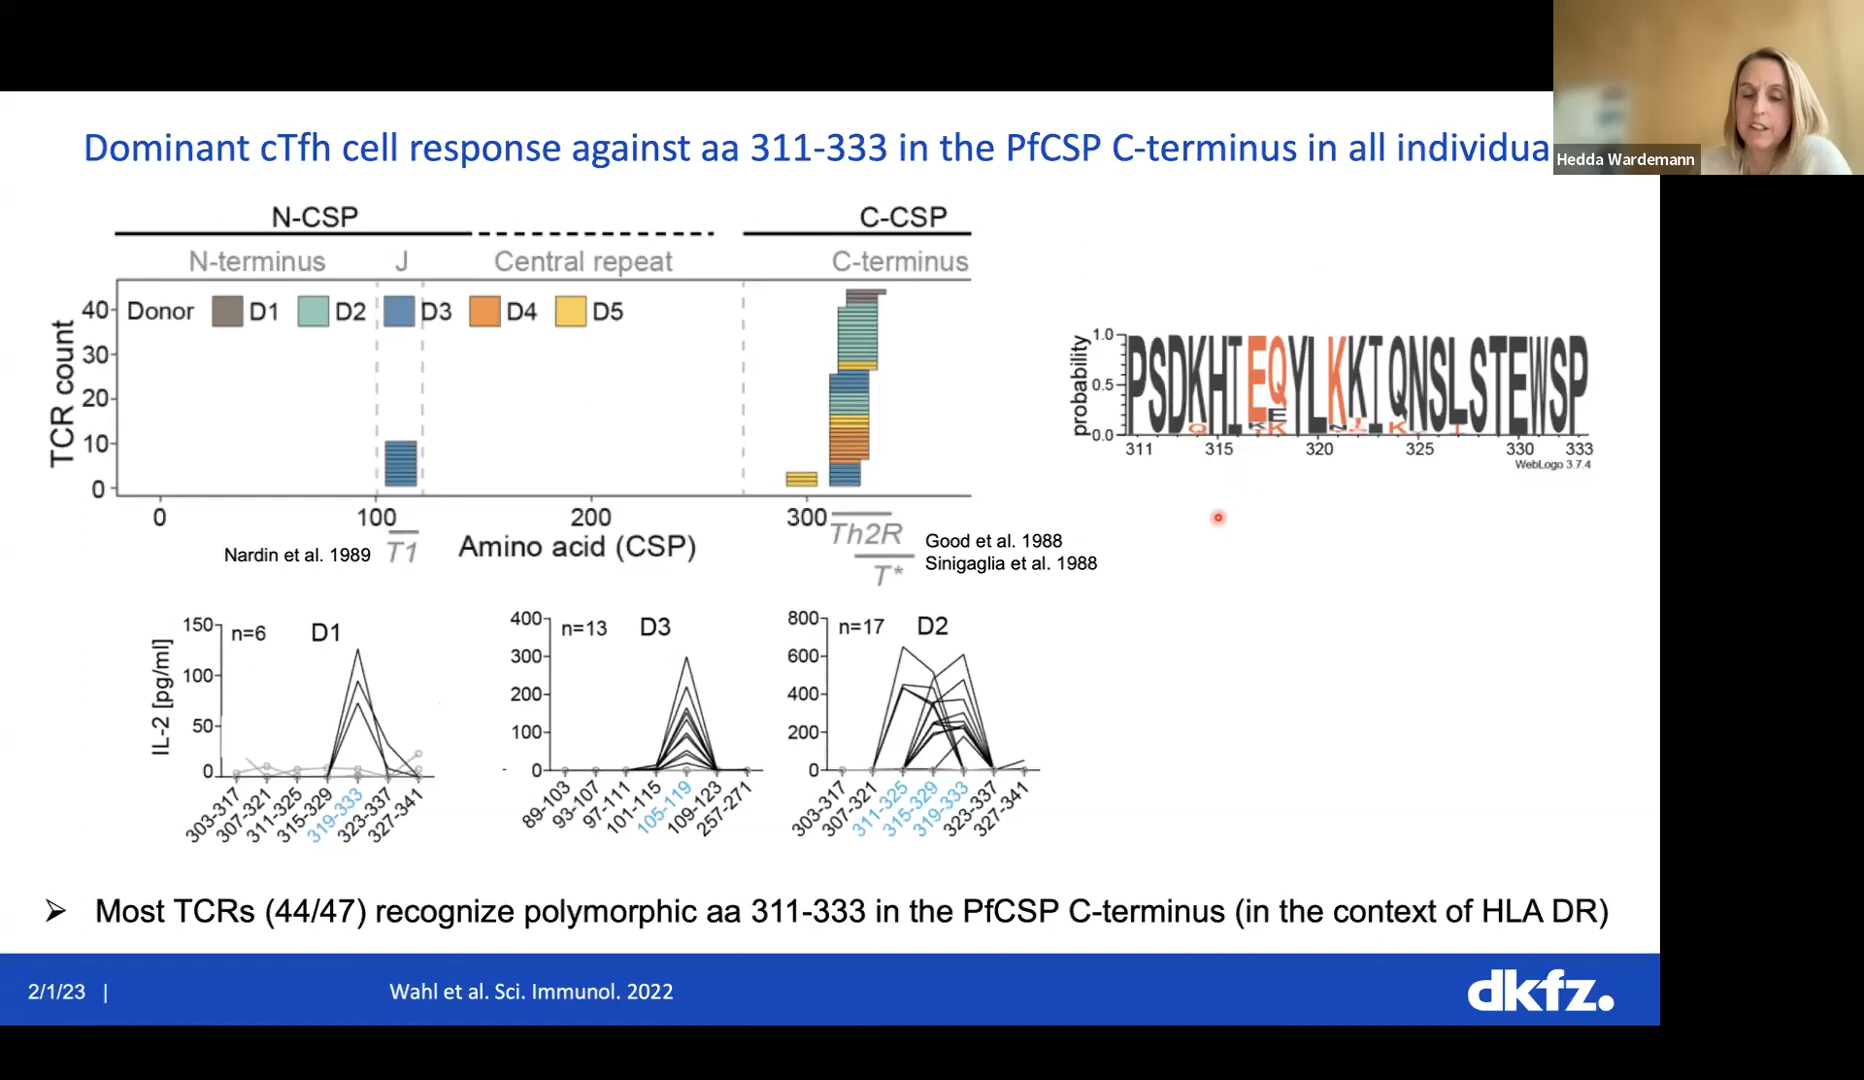 Dominant cTfh cell response against aa 311-333 in the PfCSP C-terminus in all individua
Hedda Wardemann
N-CSP
C-CSP
N-terminus
J
Central repeat
C-terminus
TCR count
40
30
20
10
0
Donor D1 D2 D3 D4 D5
0
100
200
300
Amino acid (CSP)
T1
Nardin et al. 1989
Th2R
T*
Good et al. 1988
Sinigaglia et al. 1988
probability
1.0
0.5
0.0
PSDKHIEQYLKKIQNSLSTEWSP
311
315
320
325
330
333
WebLogo 3.7.4
IL-2 [pg/ml]
150
100
50
0
n=6
D1
303-317
307-321
311-325
315-329
319-333
323-337
327-341
400
300
200
100
0
n=13
D3
89-103
93-107
97-111
101-115
105-119
109-123
257-271
800
600
400
200
0
n=17
D2
303-317
307-321
311-325
315-329
319-333
323-337
327-341
Most TCRs (44/47) recognize polymorphic aa 311-333 in the PfCSP C-terminus (in the context of HLA DR)
2/1/23 |
Wahl et al. Sci. Immunol. 2022
dkfz.